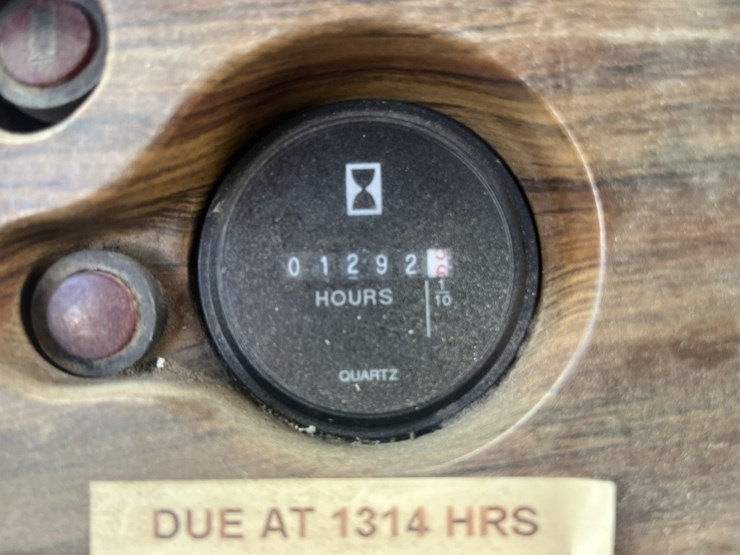 01292
HOURS
1
10
QUARTZ
DUE AT 1314 HRS